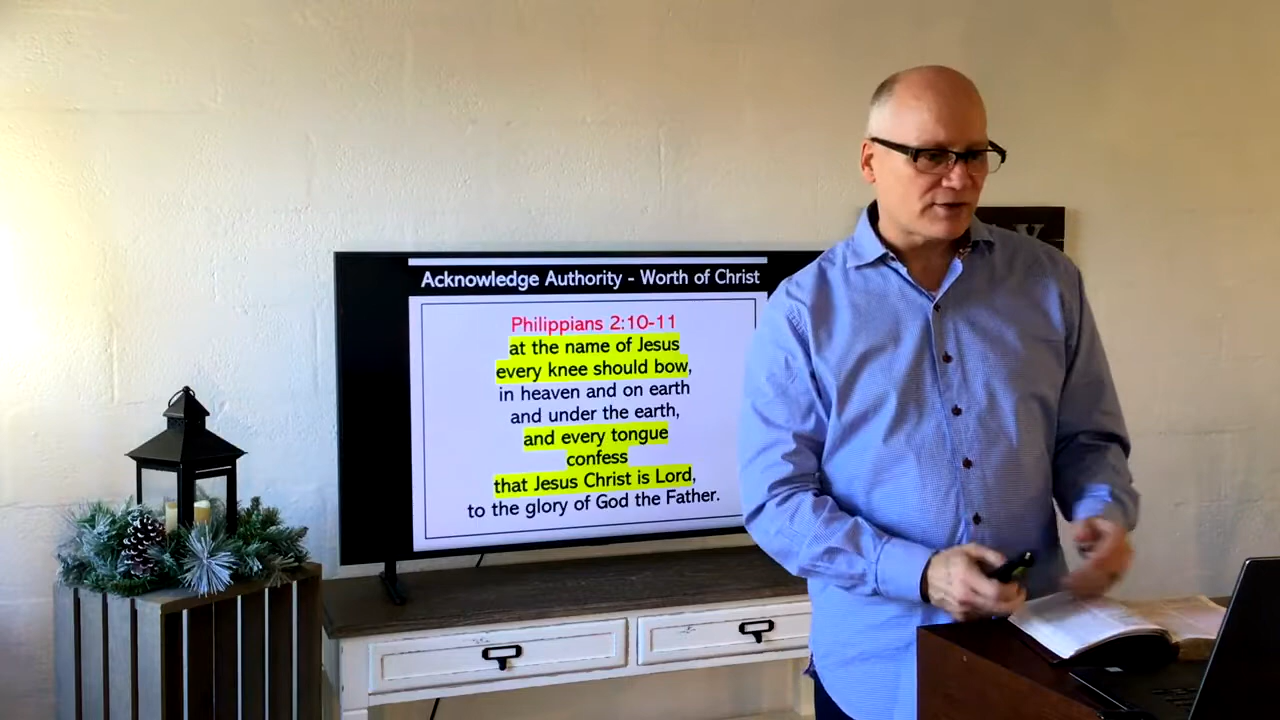 Acknowledge Authority - Worth of Christ
Philippians 2:10-11
at the name of Jesus
every knee should bow,
in heaven and on earth
and under the earth,
and every tongue
confess
that Jesus Christ is Lord,
to the glory of God the Father.